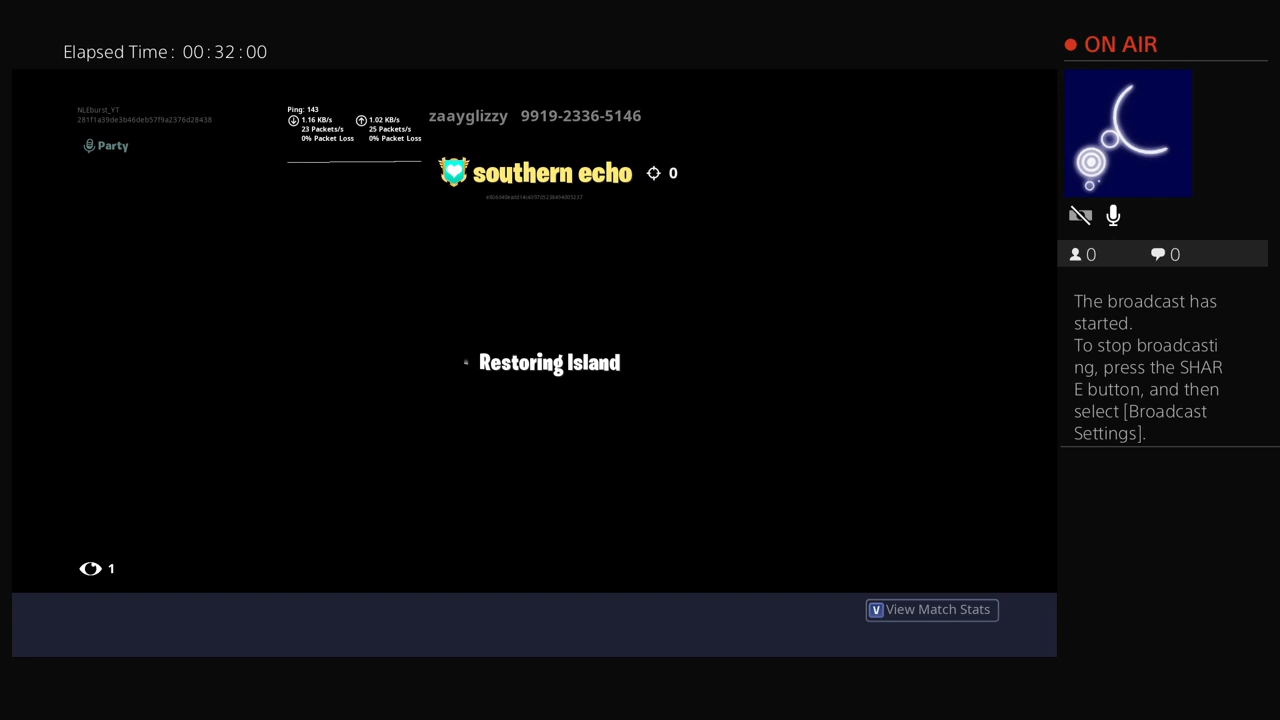 Elapsed Time: 00:32:00
ON AIR
NLEburst_YT
281f1a39de3b46deb57f9a2376d28438
Party
Ping: 143
1.16 KB/s 1.02 KB/s
23 Packets/s 25 Packets/s
0% Packet Loss 0% Packet Loss
zaayglizzy 9919-2336-5146
southern echo 0
Restoring Island
1
V View Match Stats
0 0
The broadcast has
started.
To stop broadcasti
ng, press the SHAR
E button, and then
select [Broadcast
Settings].